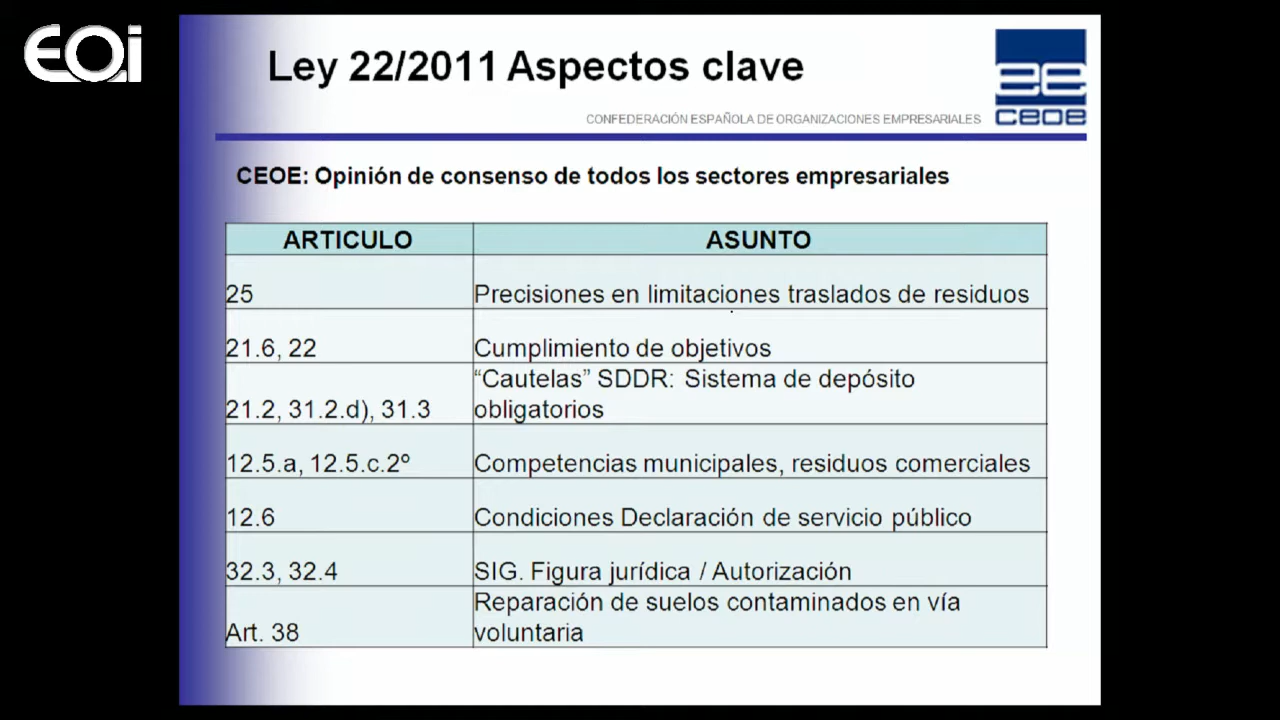 EOi
Ley 22/2011 Aspectos clave
CONFEDERACIÓN ESPAÑOLA DE ORGANIZACIONES EMPRESARIALES
ceoe
CEOE: Opinión de consenso de todos los sectores empresariales
ARTICULO ASUNTO
25 Precisiones en limitaciones traslados de residuos
21.6, 22 Cumplimiento de objetivos
“Cautelas” SDDR: Sistema de depósito
21.2, 31.2.d), 31.3 obligatorios
12.5.a, 12.5.c.2º Competencias municipales, residuos comerciales
12.6 Condiciones Declaración de servicio público
32.3, 32.4 SIG. Figura jurídica / Autorización
Reparación de suelos contaminados en vía
Art. 38 voluntaria